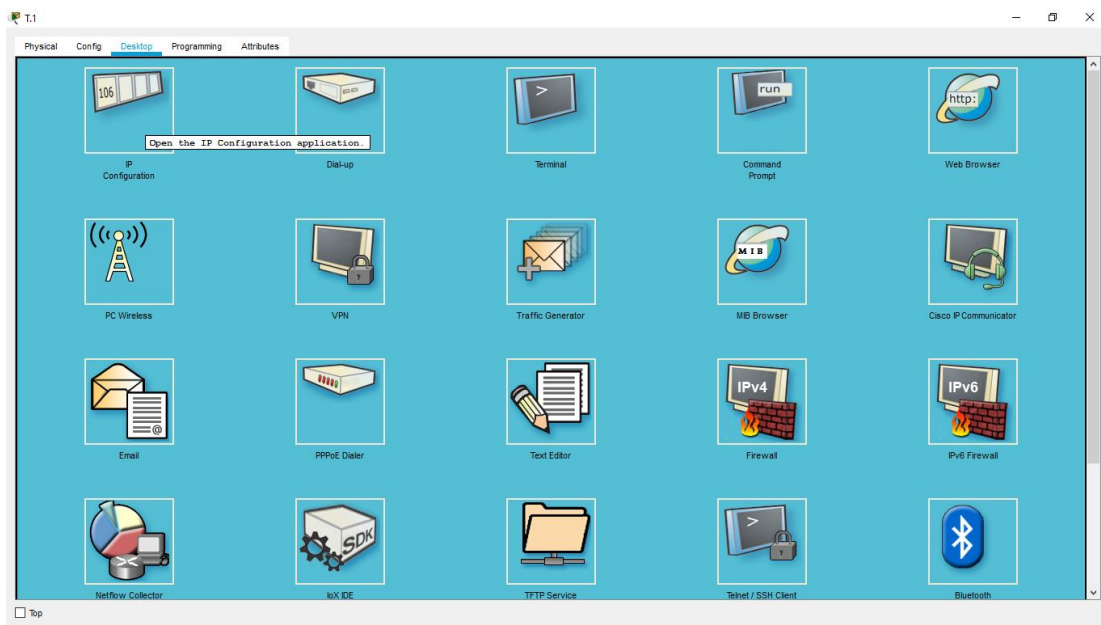 T.1
Physical Config Desktop Programming Attributes
106
run
http:
Open the IP Configuration application.
IP
Configuration
Dial-up
Terminal
Command
Prompt
Web Browser
MIB
PC Wireless
VPN
Traffic Generator
MIB Browser
Cisco IP Communicator
IPv4
IPv6
Email
PPPoE Dialer
Text Editor
Firewall
IPv6 Firewall
SDK
Netflow Collector
IoX IDE
TFTP Service
Telnet / SSH Client
Bluetooth
Top